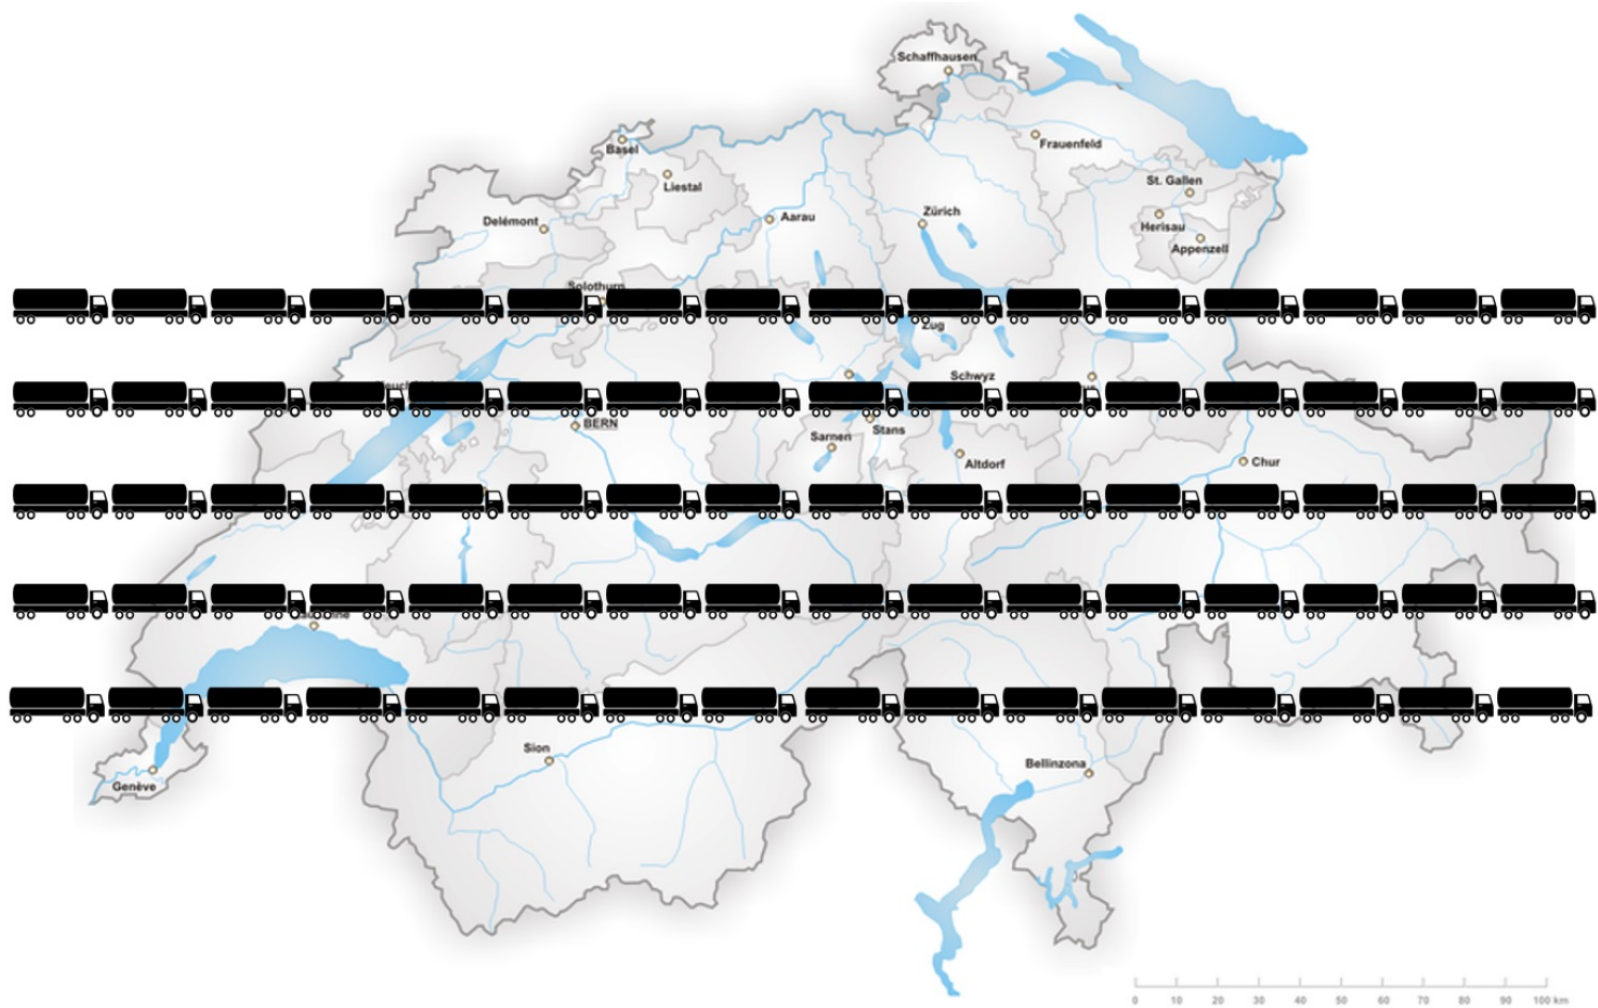 Schaffhausen
Basel
Frauenfeld
Liestal
St. Gallen
Delémont
Aarau
Zürich
Herisau
Appenzell
Solothurn
Zug
Schwyz
BERN
Stans
Sarnen
Altdorf
Chur
Sion
Bellinzona
Genève
0 10 20 30 40 50 60 70 80 90 100 km